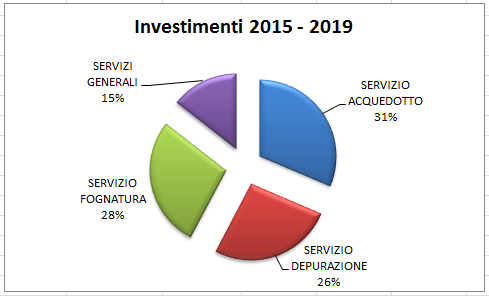 Investimenti 2015 - 2019
SERVIZI
GENERALI
15%
SERVIZIO
ACQUEDOTTO
31%
SERVIZIO
FOGNATURA
28%
SERVIZIO
DEPURAZIONE
26%